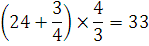 (24 + 3/4) × 4/3 = 33